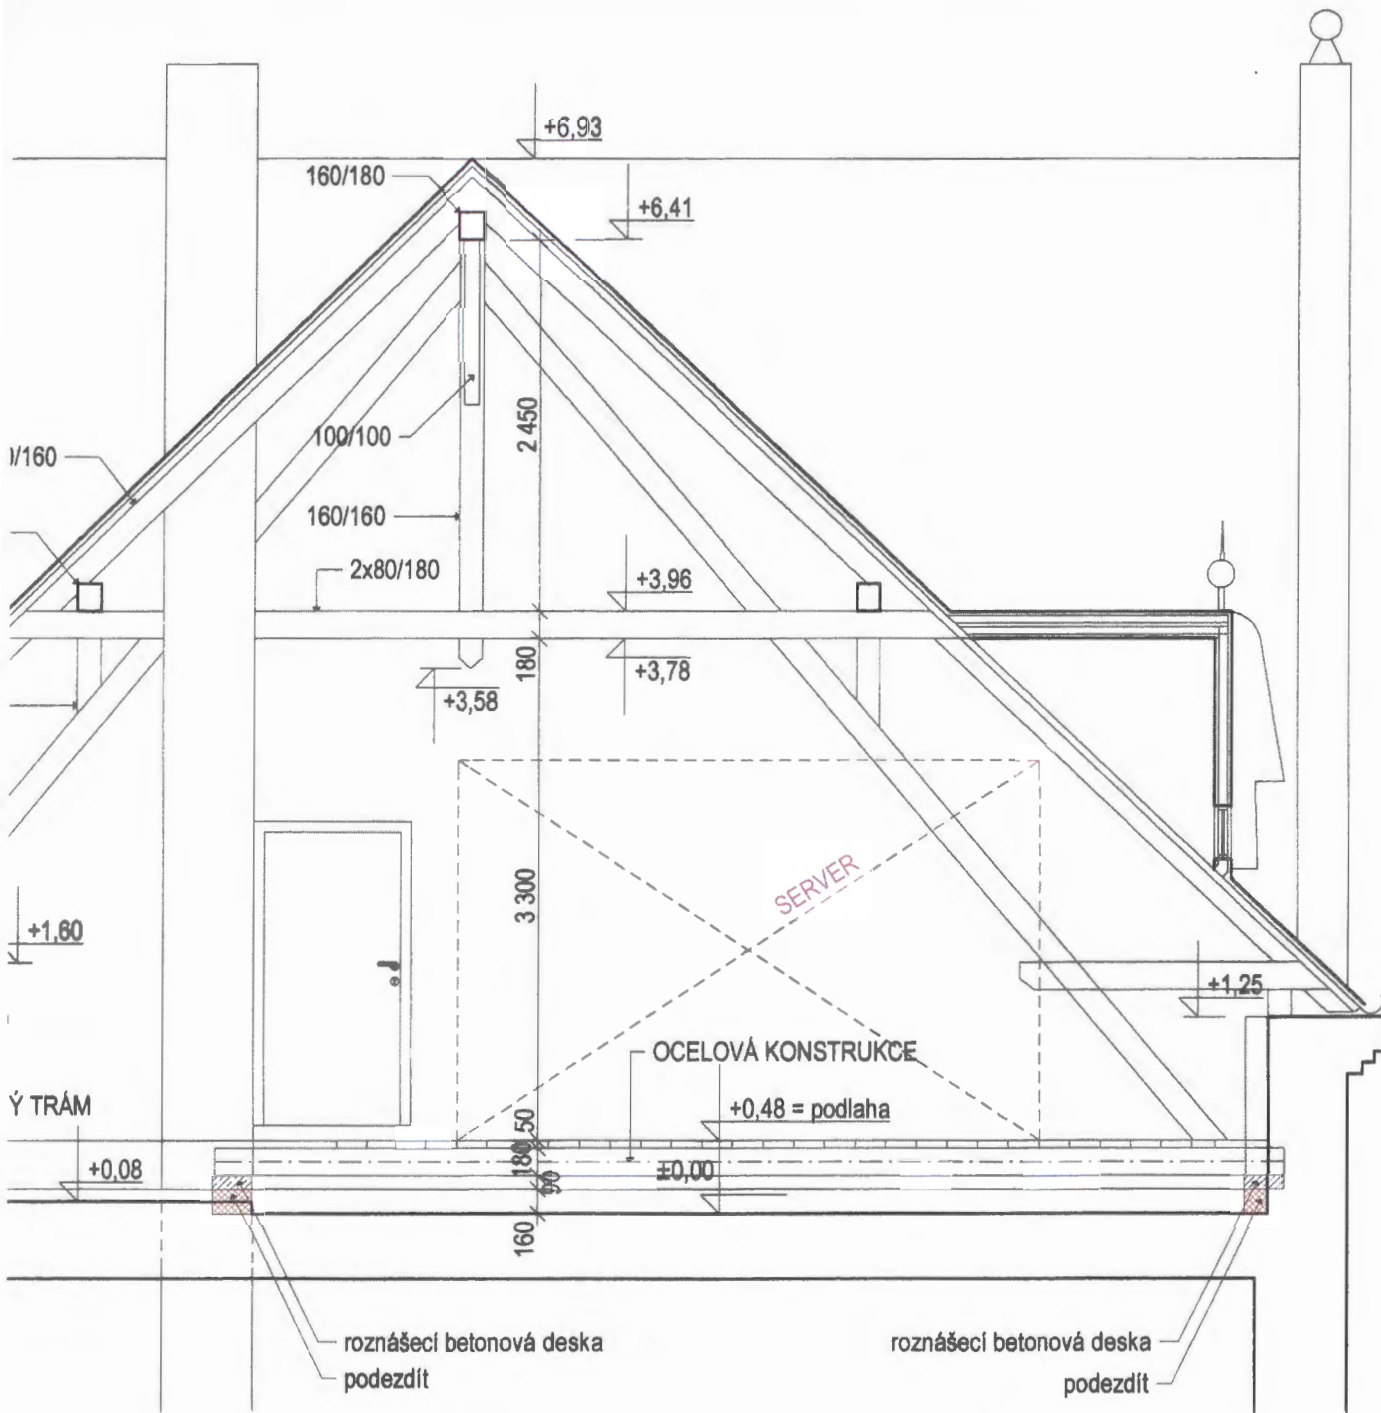 +6,93
160/180
+6,41
2 450
100/100
/160
160/160
2x80/180
+3,96
180
+3,78
+3,58
SERVER
3 300
+1,60
+1,25
OCELOVÁ KONSTRUKCE
Ý TRÁM
+0,48 = podlaha
50
180
+0,08
±0,00
90
160
roznášecí betonová deska
roznášecí betonová deska
podezdít
podezdít